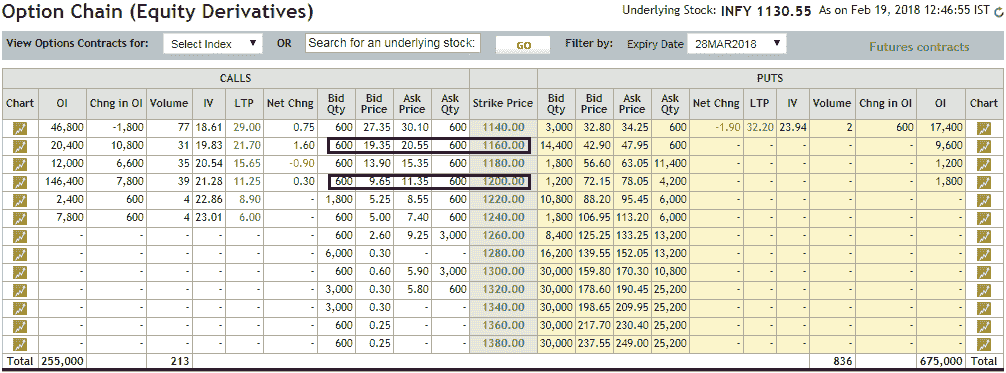 Option Chain (Equity Derivatives)
Underlying Stock: INFY 1130.55 As on Feb 19, 2018 12:46:55 IST
View Options Contracts for: Select Index OR Search for an underlying stock: GO Filter by: Expiry Date 28MAR2018 Futures contracts
CALLS PUTS
Chart OI Chng in OI Volume IV LTP Net Chng Bid Qty Bid Price Ask Price Ask Qty Strike Price Bid Qty Bid Price Ask Price Ask Qty Net Chng LTP IV Volume Chng in OI OI Chart
46,800 -1,800 77 18.61 29.00 0.75 600 27.35 30.10 600 1140.00 3,000 32.80 34.25 600 -1.90 32.20 23.94 2 600 17,400
20,400 10,800 31 19.83 21.70 1.60 600 19.35 20.55 600 1160.00 14,400 42.90 47.95 600 - - - - - 9,600
12,000 6,600 35 20.54 15.65 -0.90 600 13.90 15.35 600 1180.00 1,800 56.60 63.05 11,400 - - - - - 1,200
146,400 7,800 39 21.28 11.25 0.30 600 9.65 11.35 600 1200.00 1,200 72.15 78.05 4,200 - - - - - 1,800
2,400 600 4 22.86 8.90 - 1,800 5.25 8.55 600 1220.00 10,800 88.20 95.45 6,000 - - - - - -
7,800 600 4 23.01 6.00 - 600 5.00 7.40 600 1240.00 1,800 106.95 113.20 6,000 - - - - - -
- - - - - - 600 2.60 9.25 3,000 1260.00 8,400 125.25 133.25 13,200 - - - - - -
- - - - - - 6,000 0.30 - - 1280.00 16,200 139.55 152.05 13,200 - - - - - -
- - - - - - 600 0.60 5.90 3,000 1300.00 30,000 159.80 170.30 10,800 - - - - - -
- - - - - - 3,000 0.30 5.80 600 1320.00 30,000 178.60 190.45 25,200 - - - - - -
- - - - - - 3,000 0.30 - - 1340.00 30,000 198.65 209.95 25,200 - - - - - -
- - - - - - 600 0.25 - - 1360.00 30,000 217.70 230.40 25,200 - - - - - -
- - - - - - 600 0.25 - - 1380.00 30,000 237.55 249.00 25,200 - - - - - -
Total 255,000 213 836 675,000 Total